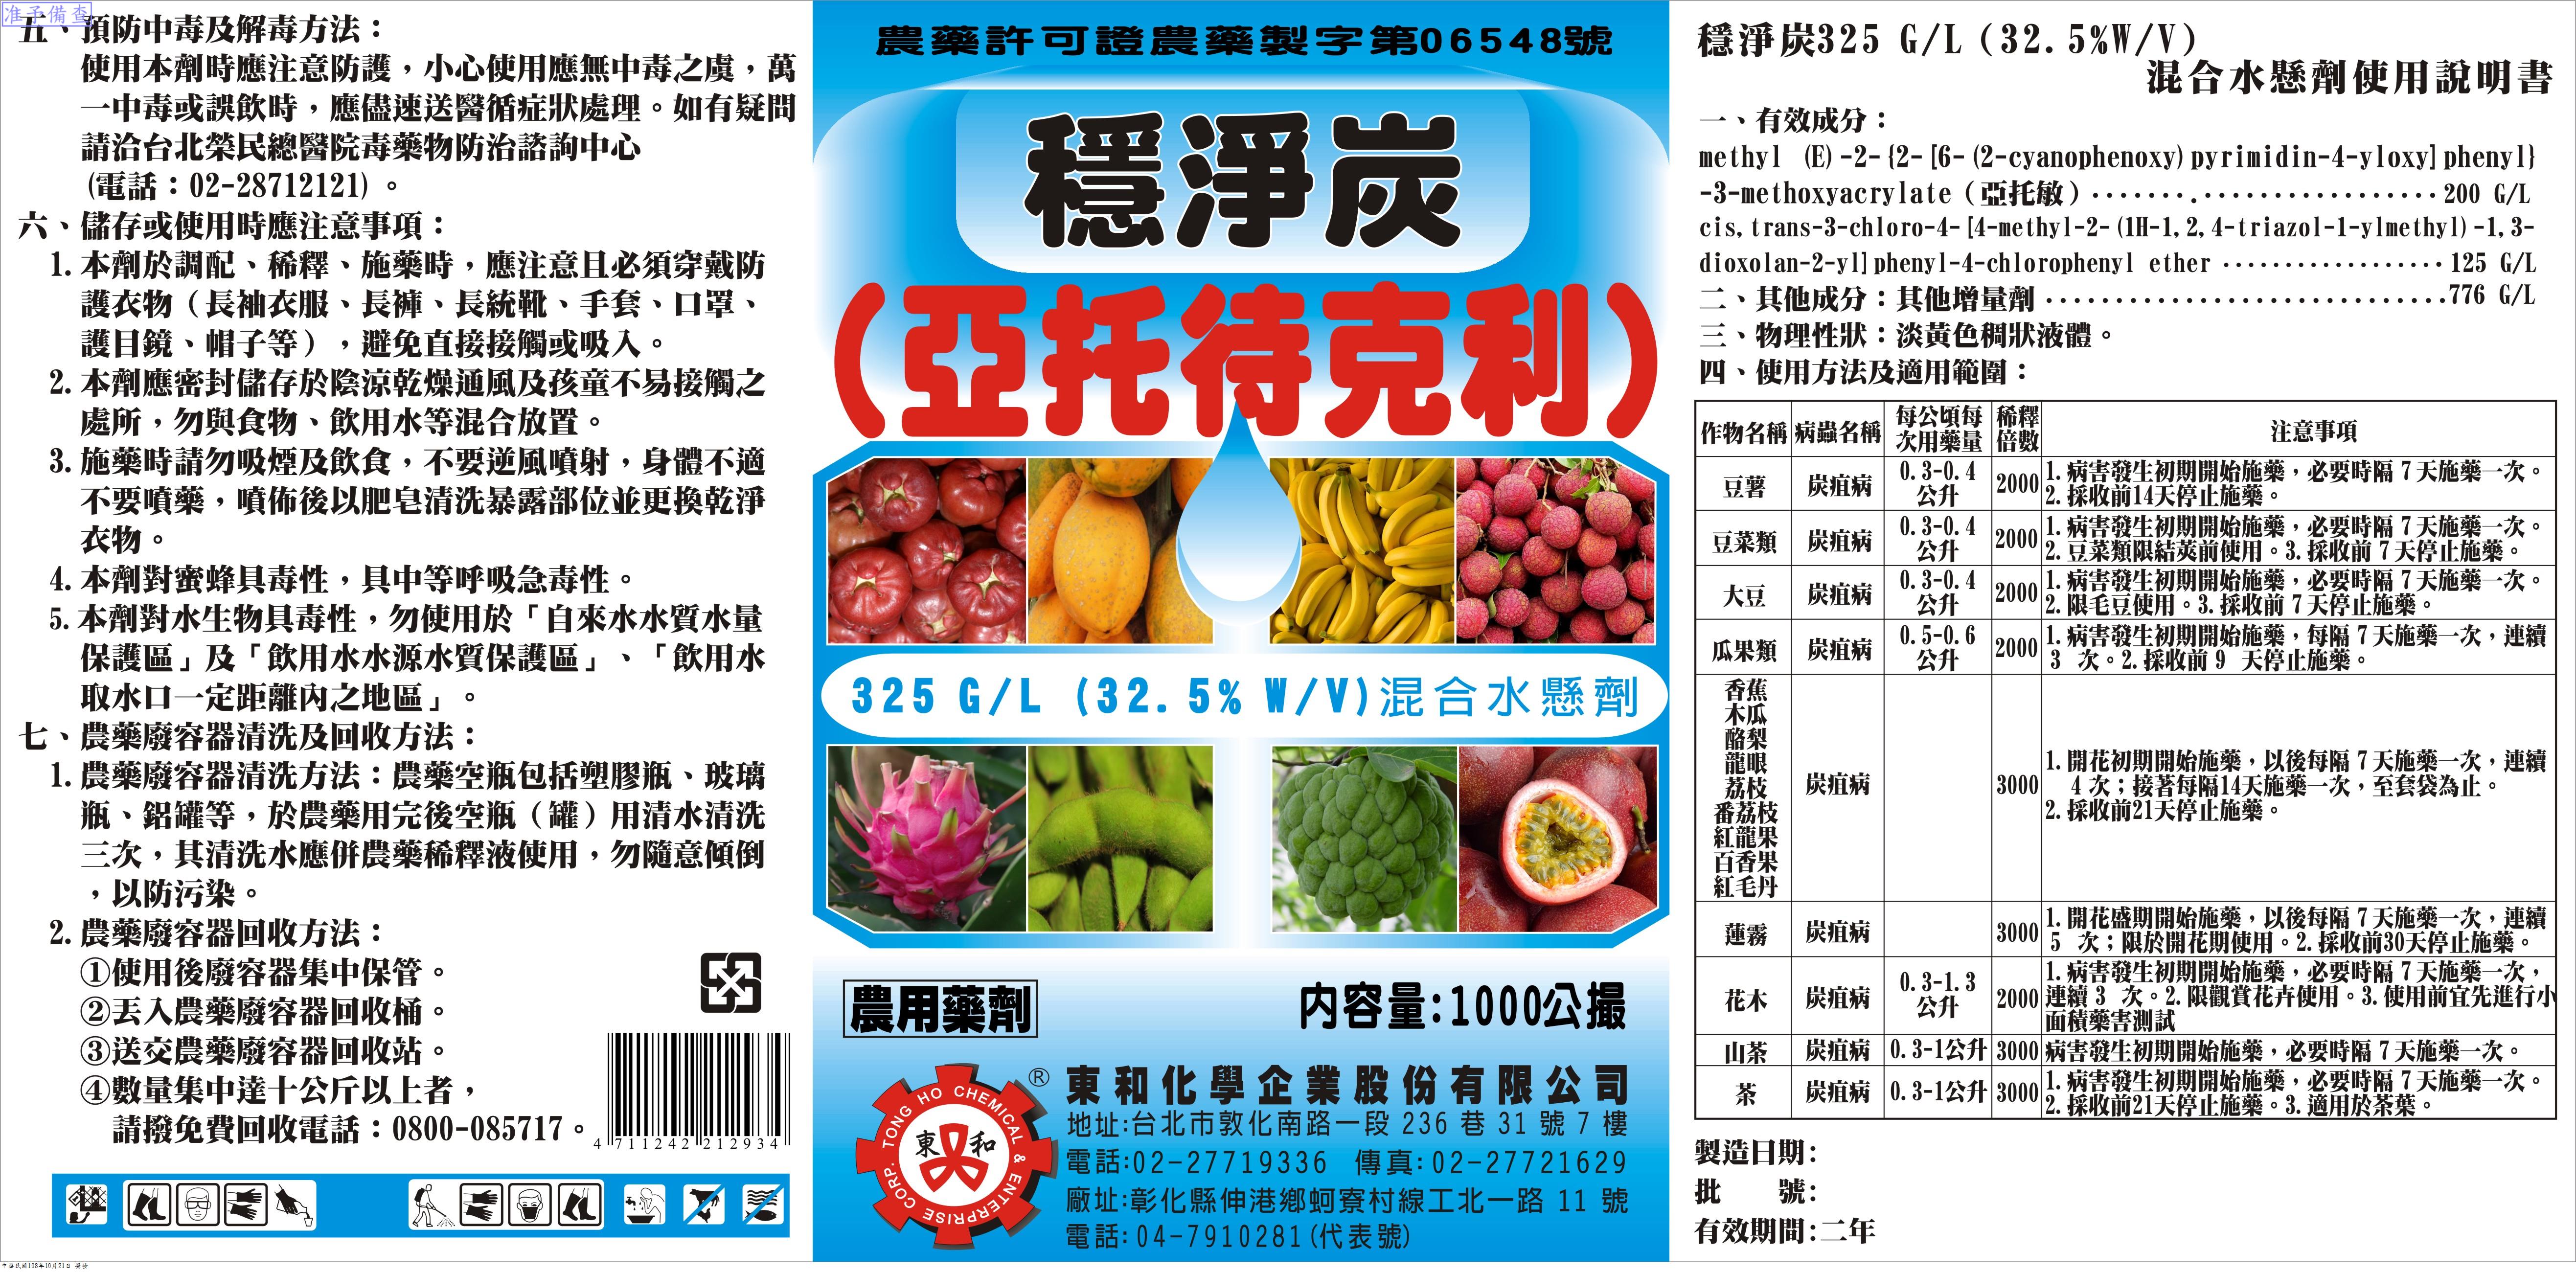 准予備查
五、預防中毒及解毒方法：
使用本劑時應注意防護，小心使用應無中毒之虞，萬
一中毒或誤飲時，應儘速送醫循症狀處理。如有疑問
請洽台北榮民總醫院毒藥物防治諮詢中心
(電話：02-28712121)。
六、儲存或使用時應注意事項：
1.本劑於調配、稀釋、施藥時，應注意且必須穿戴防
護衣物（長袖衣服、長褲、長統靴、手套、口罩、
護目鏡、帽子等），避免直接接觸或吸入。
2.本劑應密封儲存於陰涼乾燥通風及孩童不易接觸之
處所，勿與食物、飲用水等混合放置。
3.施藥時請勿吸煙及飲食，不要逆風噴射，身體不適
不要噴藥，噴佈後以肥皂清洗暴露部位並更換乾淨
衣物。
4.本劑對蜜蜂具毒性，具中等呼吸急毒性。
5.本劑對水生物具毒性，勿使用於「自來水水質水量
保護區」及「飲用水水源水質保護區」、「飲用水
取水口一定距離內之地區」。
七、農藥廢容器清洗及回收方法：
1.農藥廢容器清洗方法：農藥空瓶包括塑膠瓶、玻璃
瓶、鋁罐等，於農藥用完後空瓶（罐）用清水清洗
三次，其清洗水應併農藥稀釋液使用，勿隨意傾倒
，以防污染。
2.農藥廢容器回收方法：
①使用後廢容器集中保管。
②丟入農藥廢容器回收桶。
③送交農藥廢容器回收站。
④數量集中達十公斤以上者，
請撥免費回收電話：0800-085717。
4 711242 212934
中華民國108年10月21日 簽發
農藥許可證農藥製字第06548號
穩淨炭
（亞托待克利）
325 G/L (32.5% W/V)混合水懸劑
農用藥劑
內容量:1000公撮
®
TONG HO CHEMICAL & ENTERPRISE CORP.
東 和
東和化學企業股份有限公司
地址:台北市敦化南路一段 236 巷 31 號 7 樓
電話:02-27719336 傳真:02-27721629
廠址:彰化縣伸港鄉蚵寮村線工北一路 11 號
電話:04-7910281(代表號)
穩淨炭325 G/L (32.5%W/V)
混合水懸劑使用說明書
一、有效成分：
methyl (E)-2-{2-[6-(2-cyanophenoxy)pyrimidin-4-yloxy]phenyl}
-3-methoxyacrylate（亞托敏）································200 G/L
cis,trans-3-chloro-4-[4-methyl-2-(1H-1,2,4-triazol-1-ylmethyl)-1,3-
dioxolan-2-yl]phenyl-4-chlorophenyl ether ··················125 G/L
二、其他成分：其他增量劑 ······························776 G/L
三、物理性狀：淡黃色稠狀液體。
四、使用方法及適用範圍：
作物名稱 病蟲名稱 每公頃每次用藥量 稀釋倍數 注意事項
豆薯 炭疽病 0.3-0.4公升 2000 1.病害發生初期開始施藥，必要時隔 7 天施藥一次。
2.採收前14天停止施藥。
豆菜類 炭疽病 0.3-0.4公升 2000 1.病害發生初期開始施藥，必要時隔 7 天施藥一次。
2.豆菜類限結莢前使用。3.採收前 7 天停止施藥。
大豆 炭疽病 0.3-0.4公升 2000 1.病害發生初期開始施藥，必要時隔 7 天施藥一次。
2.限毛豆使用。3.採收前 7 天停止施藥。
瓜果類 炭疽病 0.5-0.6公升 2000 1.病害發生初期開始施藥，每隔 7 天施藥一次，連續
3 次。2.採收前 9 天停止施藥。
香蕉
木瓜
酪梨
龍眼
荔枝
番荔枝
紅龍果
百香果
紅毛丹
炭疽病 3000 1.開花初期開始施藥，以後每隔 7 天施藥一次，連續
4 次；接著每隔14天施藥一次，至套袋為止。
2.採收前21天停止施藥。
蓮霧 炭疽病 3000 1.開花盛期開始施藥，以後每隔 7 天施藥一次，連續
5 次；限於開花期使用。2.採收前30天停止施藥。
花木 炭疽病 0.3-1.3公升 2000 1.病害發生初期開始施藥，必要時隔 7 天施藥一次，
連續 3 次。2.限觀賞花卉使用。3.使用前宜先進行小
面積藥害測試
山茶 炭疽病 0.3-1公升 3000 病害發生初期開始施藥，必要時隔 7 天施藥一次。
茶 炭疽病 0.3-1公升 3000 1.病害發生初期開始施藥，必要時隔 7 天施藥一次。
2.採收前21天停止施藥。3.適用於茶葉。
製造日期:
批 號:
有效期間:二年